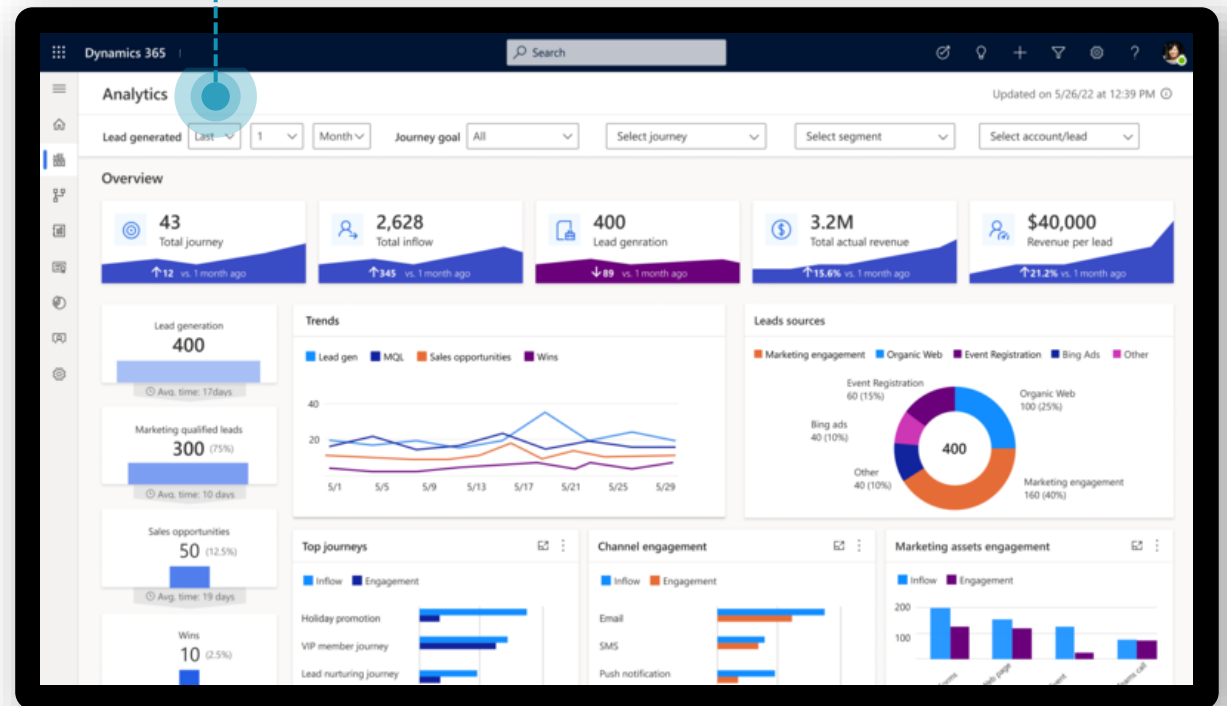 Dynamics 365
Search
Analytics
Updated on 5/26/22 at 12:39 PM
Lead generated Last 1 Month Journey goal All Select journey Select segment Select account/lead
Overview
43
Total journey
↑12 vs. 1 month ago
2,628
Total inflow
↑345 vs. 1 month ago
400
Lead genration
↓89 vs. 1 month ago
3.2M
Total actual revenue
↑15.6% vs. 1 month ago
$40,000
Revenue per lead
↑21.2% vs. 1 month ago
Lead generation
400
Avg. time: 17days
Marketing qualified leads
300 (75%)
Avg. time: 10 days
Sales opportunities
50 (12.5%)
Avg. time: 19 days
Wins
10 (2.5%)
Trends
Lead gen MQL Sales opportunities Wins
40
20
5/1 5/5 5/9 5/13 5/17 5/21 5/25 5/29
Leads sources
Marketing engagement Organic Web Event Registration Bing Ads Other
Event Registration
60 (15%)
Organic Web
100 (25%)
Bing ads
40 (10%)
400
Other
40 (10%)
Marketing engagement
160 (40%)
Top journeys
Inflow Engagement
Holiday promotion
VIP member journey
Lead nurturing journey
Channel engagement
Inflow Engagement
Email
SMS
Push notification
Marketing assets engagement
Inflow Engagement
200
100
page
call